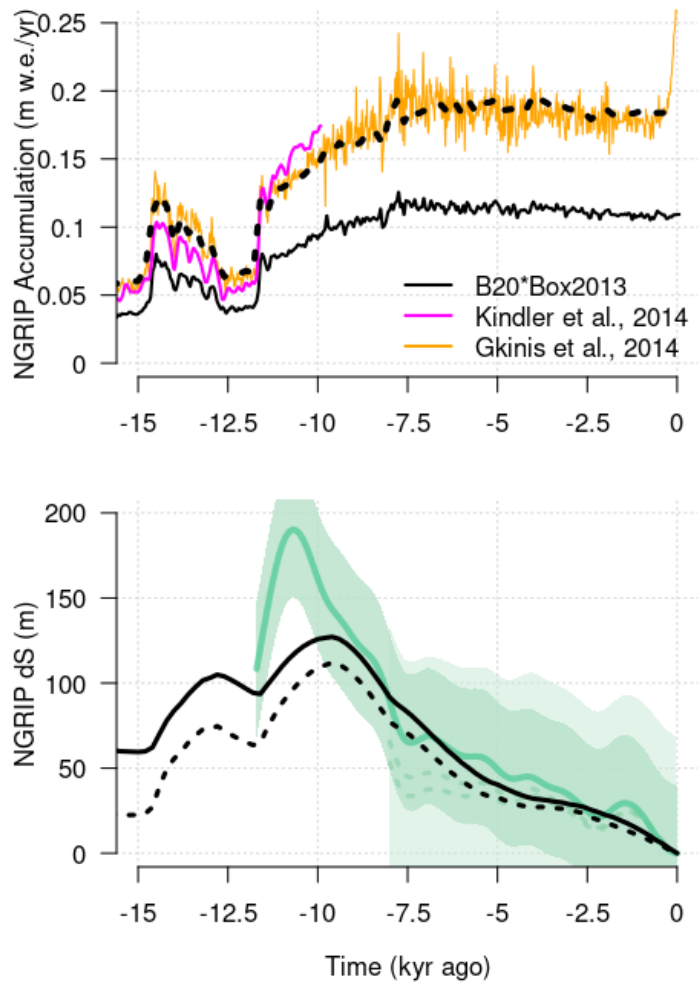 NGRIP Accumulation (m w.e./yr)
0.25
0.2
0.15
0.1
0.05
0
B20*Box2013
Kindler et al., 2014
Gkinis et al., 2014
-15 -12.5 -10 -7.5 -5 -2.5 0
NGRIP dS (m)
200
150
100
50
0
-15 -12.5 -10 -7.5 -5 -2.5 0
Time (kyr ago)